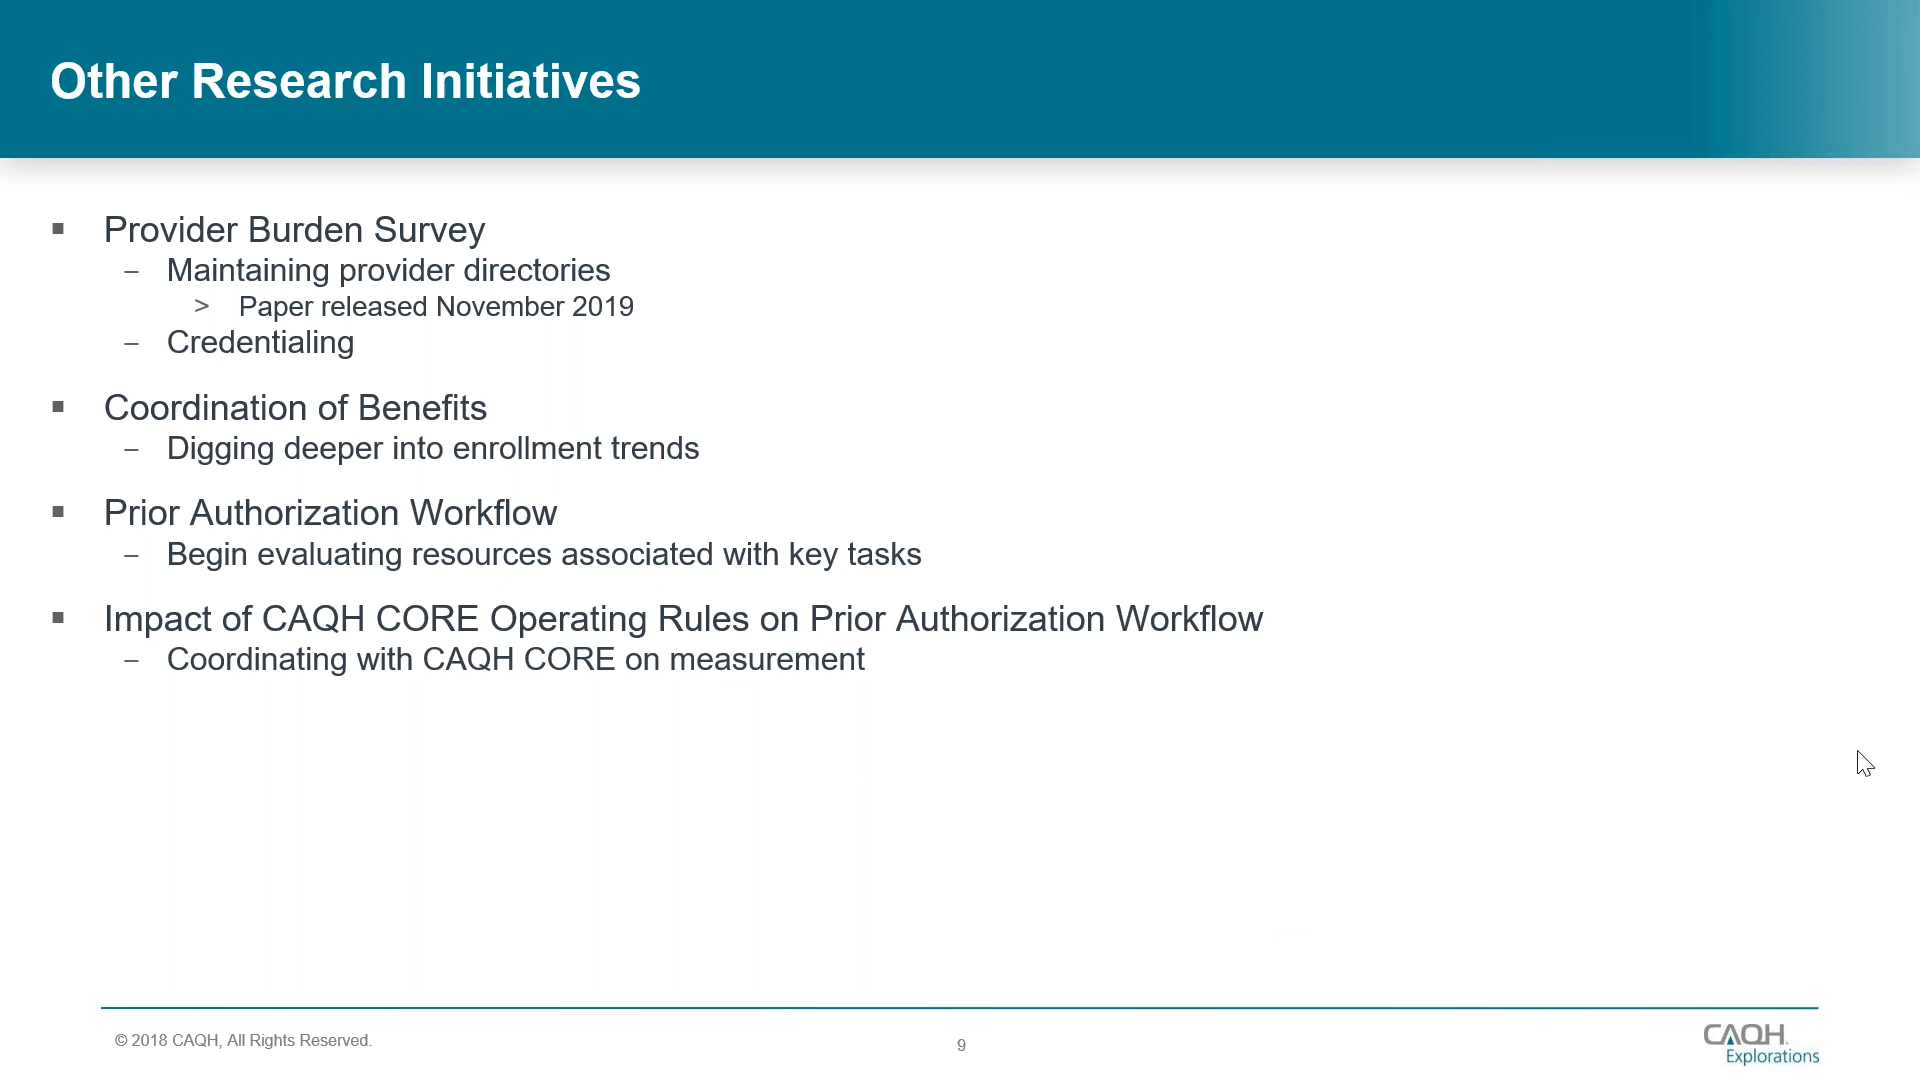 Other Research Initiatives
▪ Provider Burden Survey
– Maintaining provider directories
> Paper released November 2019
– Credentialing
▪ Coordination of Benefits
– Digging deeper into enrollment trends
▪ Prior Authorization Workflow
– Begin evaluating resources associated with key tasks
▪ Impact of CAQH CORE Operating Rules on Prior Authorization Workflow
– Coordinating with CAQH CORE on measurement
© 2018 CAQH, All Rights Reserved.
9
CAQH.
Explorations